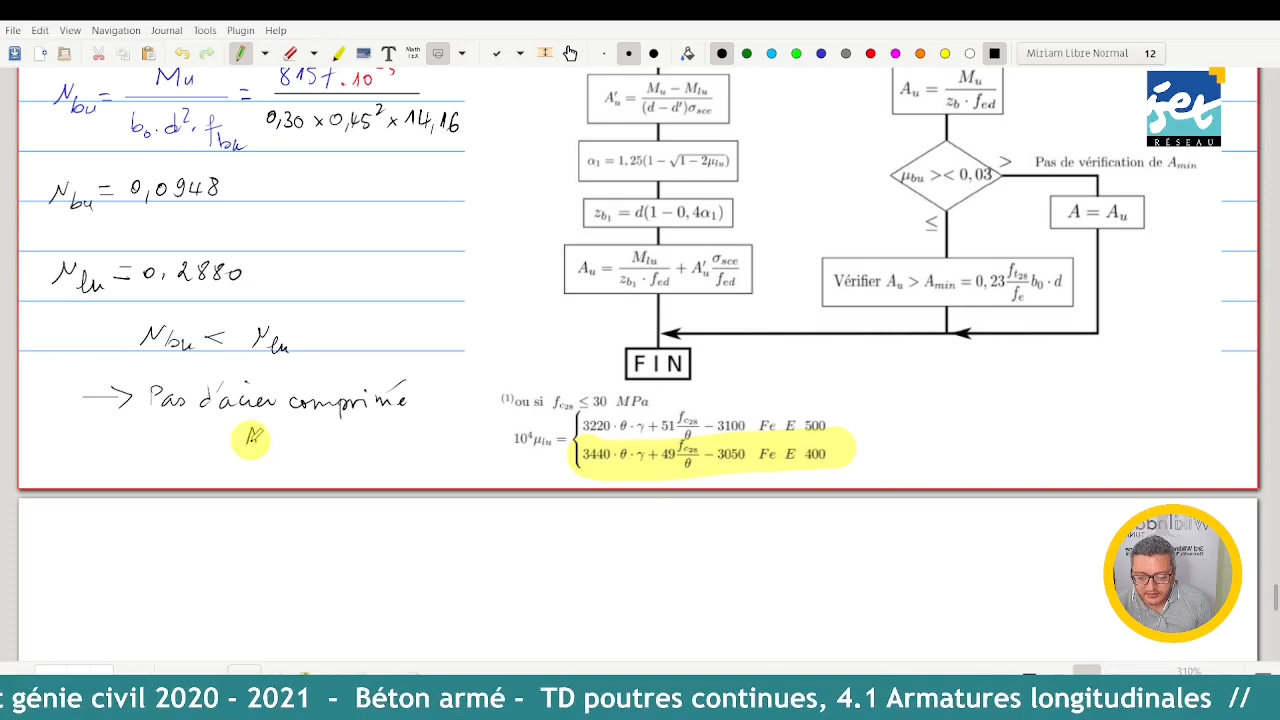 File Edit View Navigation Journal Tools Plugin Help
Miriam Libre Normal 12
μbu = Mu / b0 · d² · fbu = 81,57 · 10⁻³ / 0,30 × 0,45² × 14,16
μbu = 0,0948
μlu = 0,2880
μbu < μlu
→ Pas d'acier comprimé
A'
A'u = (Mu − Mlu) / ((d − d')σsce)
α1 = 1,25(1 − √(1 − 2μlu))
zb1 = d(1 − 0,4α1)
Au = Mlu / (zb1 · fed) + A'u σsce / fed
Au = Mu / (zb · fed)
μbu >< 0,03
> Pas de vérification de Amin
A = Au
≤
Vérifier Au > Amin = 0,23 ft28 / fe b0 · d
FIN
(1)ou si fc28 ≤ 30 MPa
10⁴μlu = { 3220 · θ · γ + 51 fc28 / θ − 3100 Fe E 500
3440 · θ · γ + 49 fc28 / θ − 3050 Fe E 400
iset
RÉSEAU
310%
t génie civil 2020 - 2021 - Béton armé - TD poutres continues, 4.1 Armatures longitudinales //